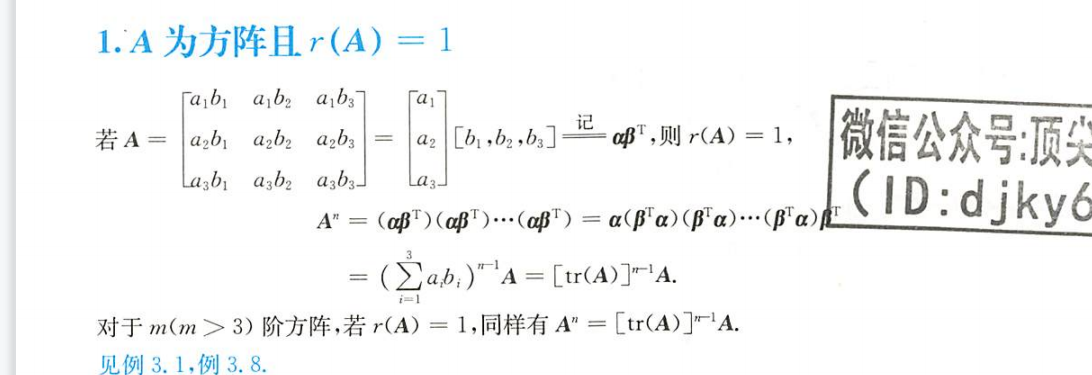 1. A 为方阵且 r(A) = 1
若 A = [a₁b₁ a₁b₂ a₁b₃; a₂b₁ a₂b₂ a₂b₃; a₃b₁ a₃b₂ a₃b₃] = [a₁; a₂; a₃] [b₁,b₂,b₃] ═记═ αβᵀ,则 r(A) = 1,
Aⁿ = (αβᵀ)(αβᵀ)⋯(αβᵀ) = α(βᵀα)(βᵀα)⋯(βᵀα)βᵀ
= (∑_{i=1}^{3} aᵢbᵢ)ⁿ⁻¹A = [tr(A)]ⁿ⁻¹A.
对于 m(m > 3) 阶方阵,若 r(A) = 1,同样有 Aⁿ = [tr(A)]ⁿ⁻¹A.
见例 3.1,例 3.8.
微信公众号:顶尖
(ID:djky6